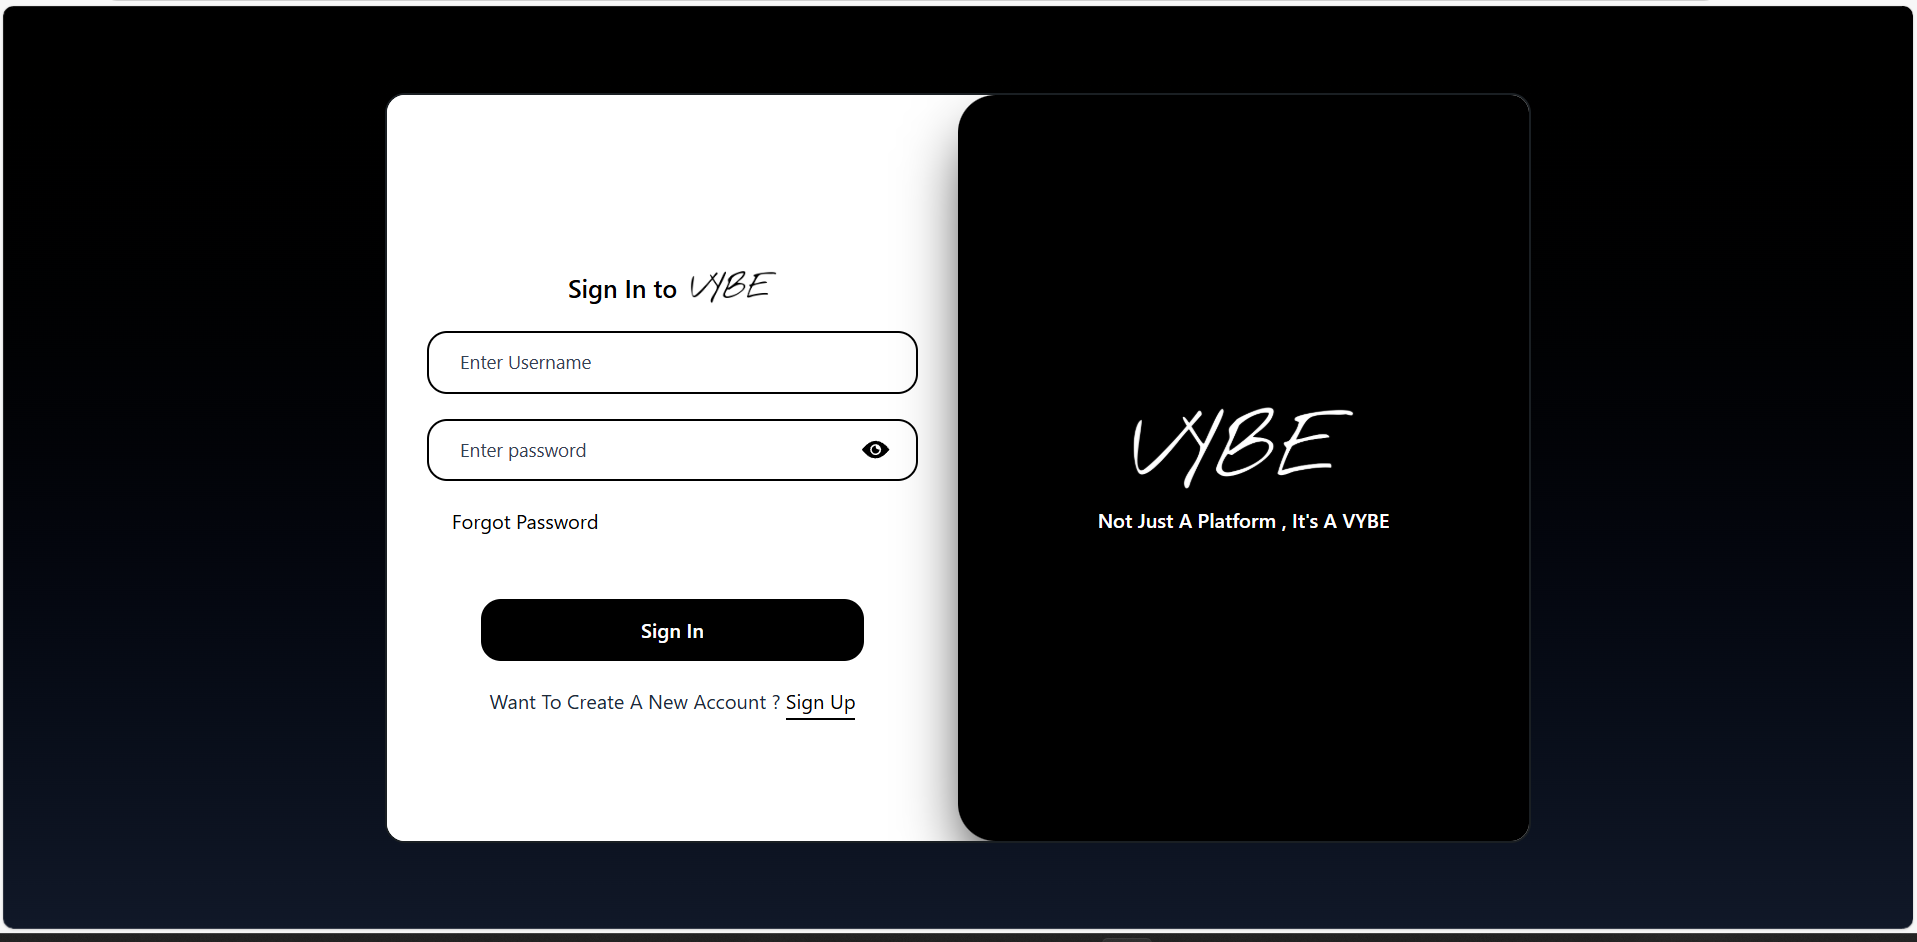 Sign In to VYBE
Enter Username
Enter password
Forgot Password
Sign In
Want To Create A New Account ? Sign Up
VYBE
Not Just A Platform , It's A VYBE